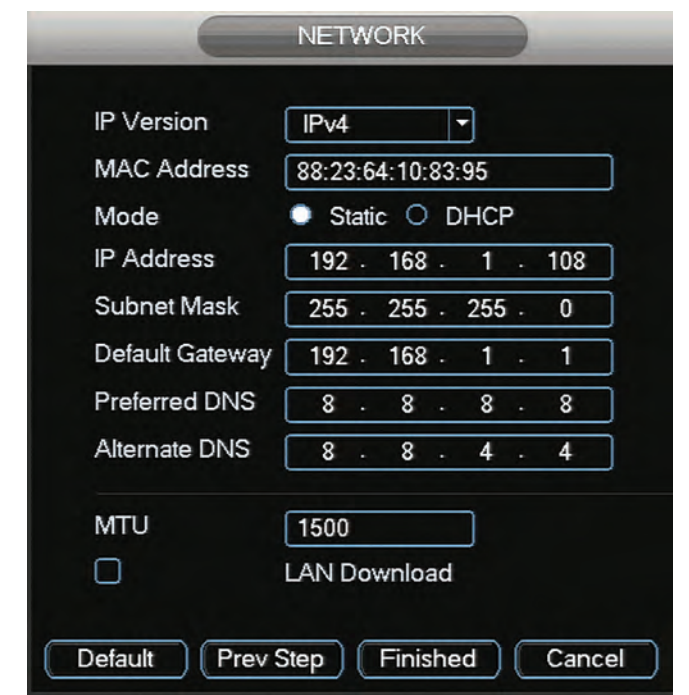 NETWORK
IP Version IPv4
MAC Address 88:23:64:10:83:95
Mode Static DHCP
IP Address 192 . 168 . 1 . 108
Subnet Mask 255 . 255 . 255 . 0
Default Gateway 192 . 168 . 1 . 1
Preferred DNS 8 . 8 . 8 . 8
Alternate DNS 8 . 8 . 4 . 4
MTU 1500
LAN Download
Default Prev Step Finished Cancel